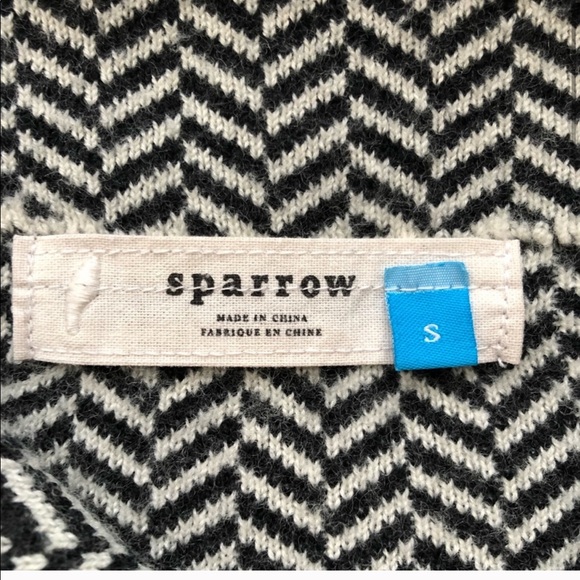 sparrow
MADE IN CHINA
FABRIQUE EN CHINE
S